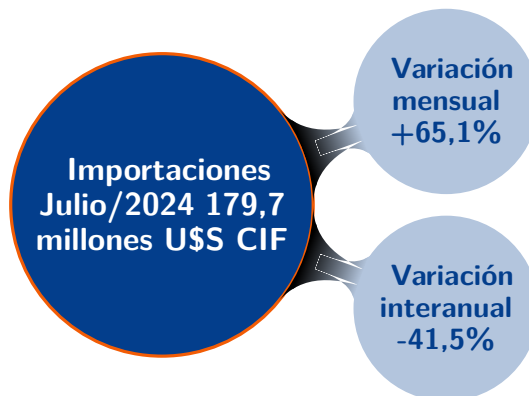 Importaciones
Julio/2024 179,7
millones U$S CIF
Variación
mensual
+65,1%
Variación
interanual
-41,5%